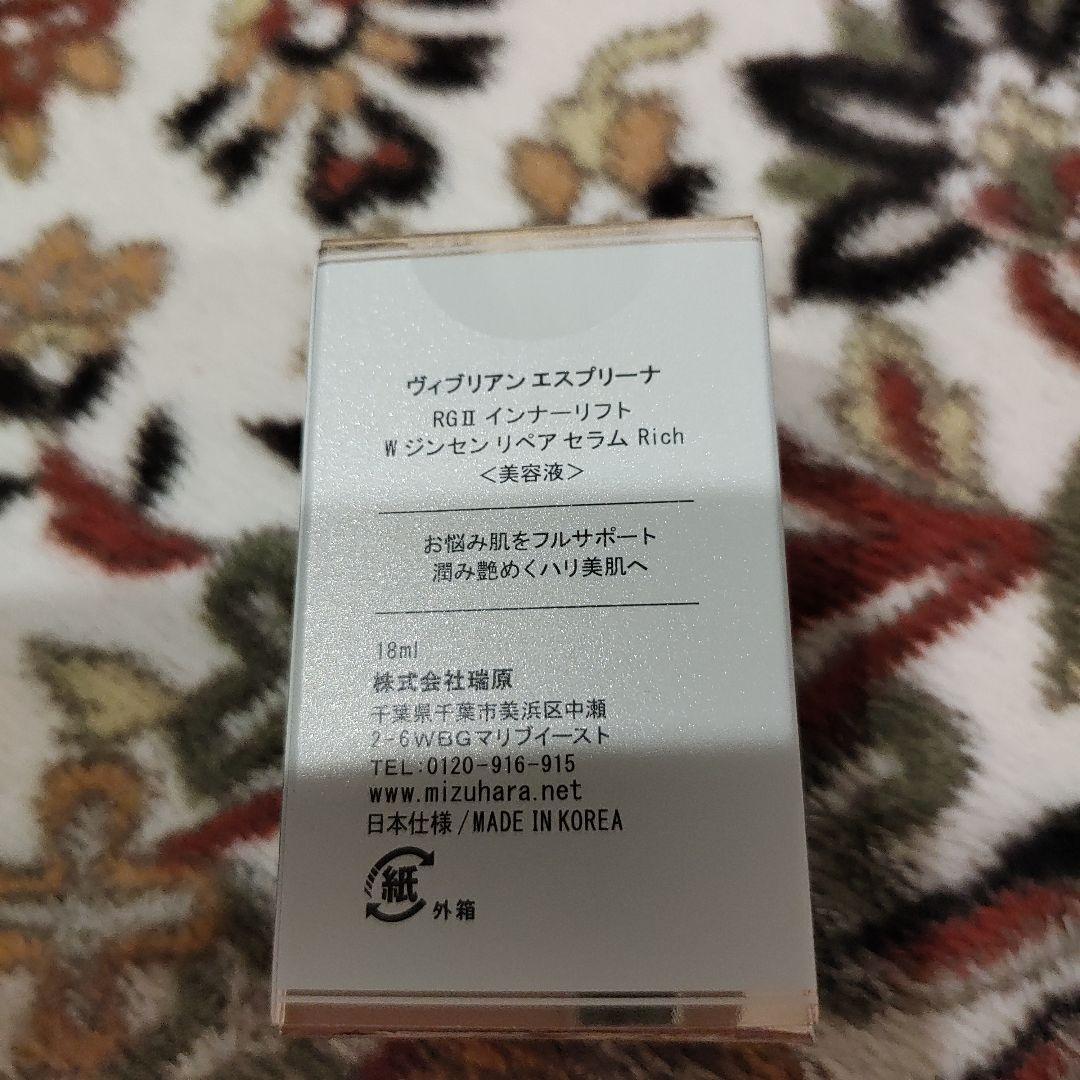 ヴィブリアン エスプリーナ
RGⅡ インナーリフト
W ジンセン リペア セラム Rich
＜美容液＞
お悩み肌をフルサポート
潤み艶めくハリ美肌へ
18ml
株式会社瑞原
千葉県千葉市美浜区中瀬
2-6WBGマリブイースト
TEL:0120-916-915
www.mizuhara.net
日本仕様/MADE IN KOREA
紙
外箱